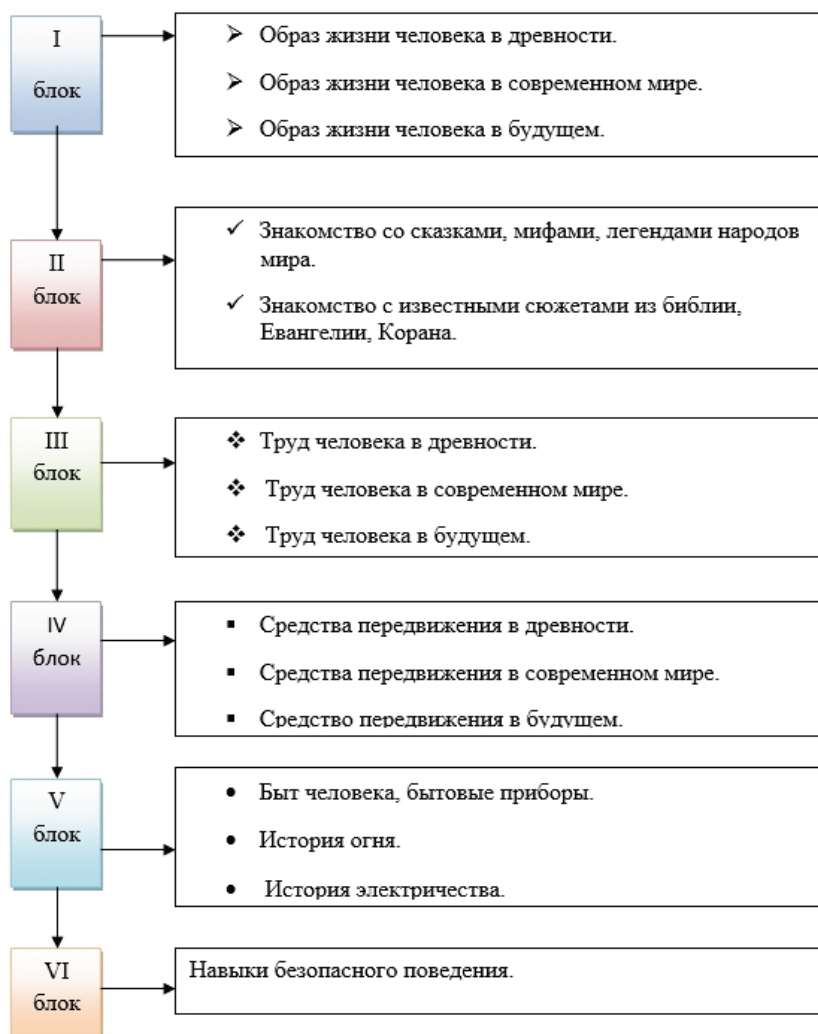 I
блок
➢ Образ жизни человека в древности.
➢ Образ жизни человека в современном мире.
➢ Образ жизни человека в будущем.
II
блок
✓ Знакомство со сказками, мифами, легендами народов
мира.
✓ Знакомство с известными сюжетами из библии,
Евангелии, Корана.
III
блок
❖ Труд человека в древности.
❖ Труд человека в современном мире.
❖ Труд человека в будущем.
IV
блок
▪ Средства передвижения в древности.
▪ Средства передвижения в современном мире.
▪ Средство передвижения в будущем.
V
блок
• Быт человека, бытовые приборы.
• История огня.
• История электричества.
VI
блок
Навыки безопасного поведения.